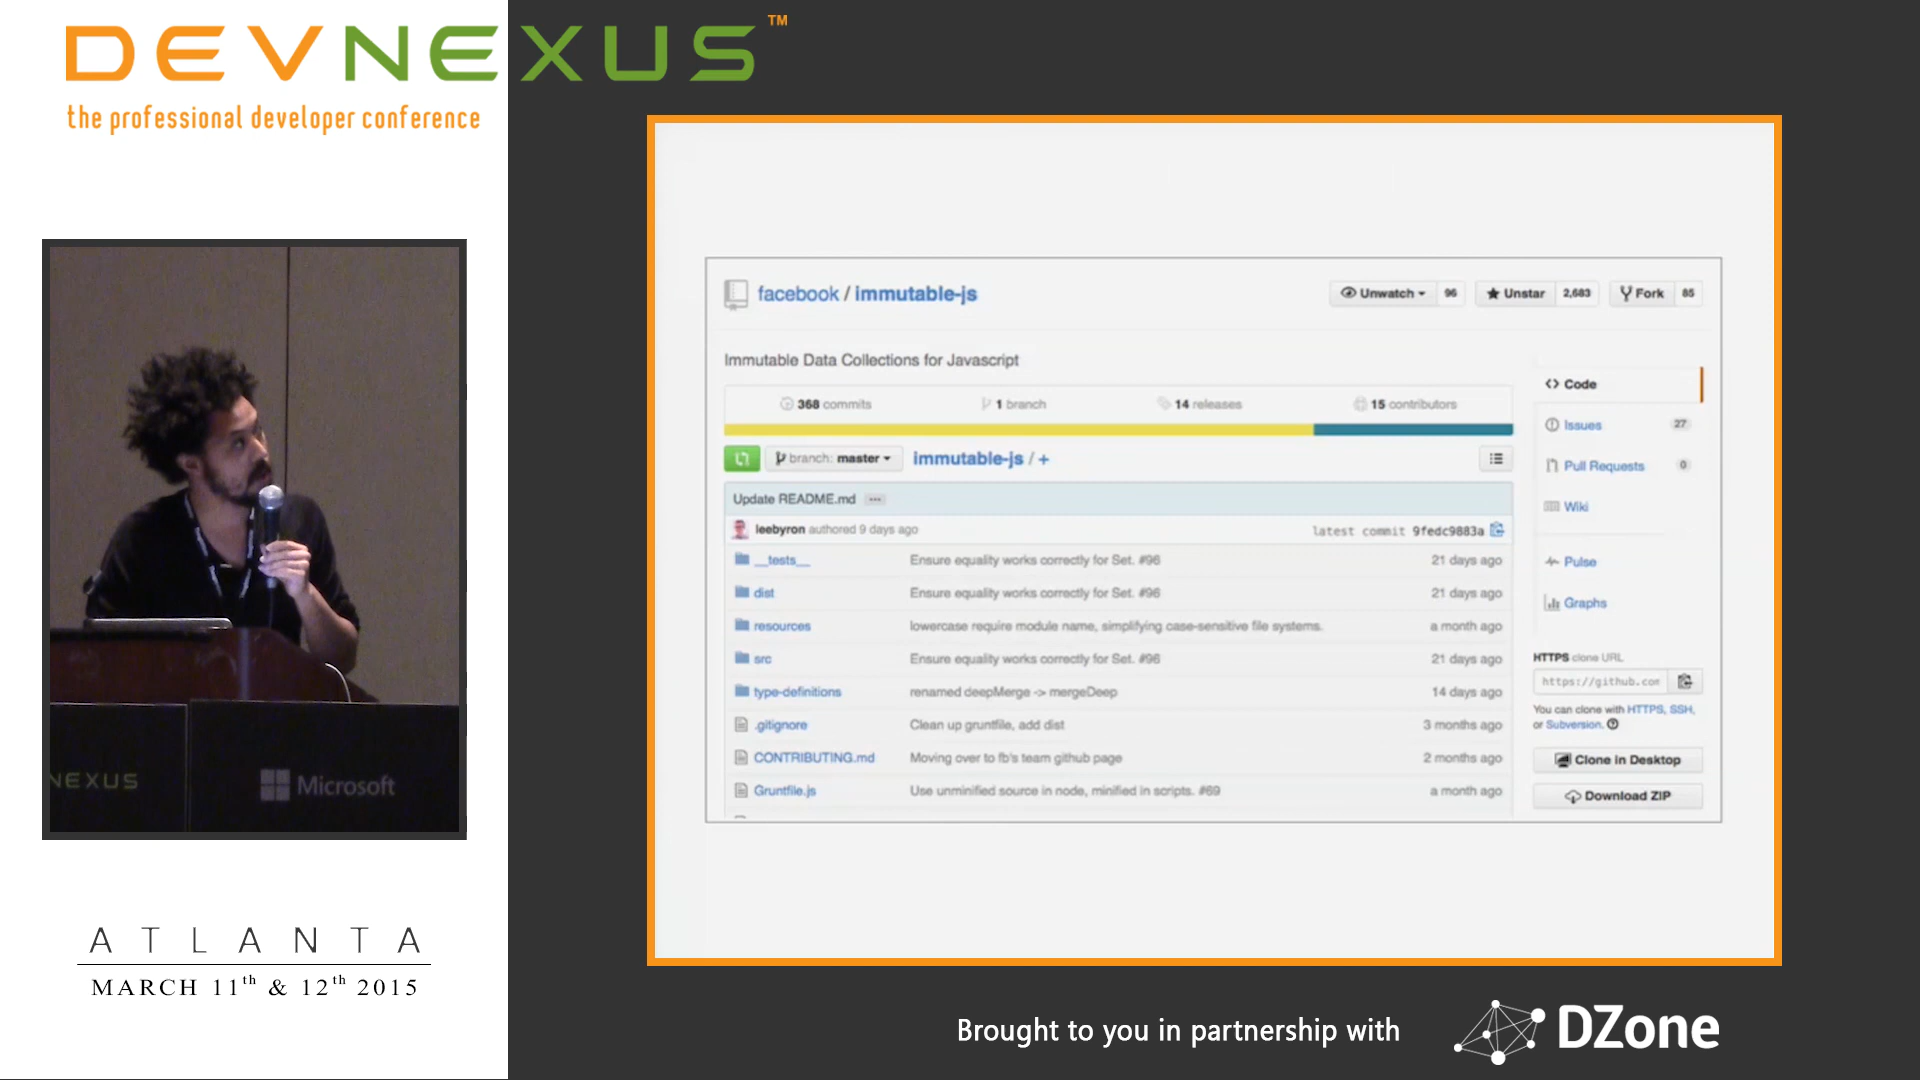 DEVNEXUS™
the professional developer conference
NEXUS
Microsoft
ATLANTA
MARCH 11th & 12th 2015
facebook / immutable-js
Unwatch 96
Unstar 2,683
Fork 85
Immutable Data Collections for Javascript
368 commits
1 branch
14 releases
15 contributors
branch: master
immutable-js / +
Update README.md ...
leebyron authored 9 days ago
latest commit 9fedc9883a
__tests__ Ensure equality works correctly for Set. #96 21 days ago
dist Ensure equality works correctly for Set. #96 21 days ago
resources lowercase require module name, simplifying case-sensitive file systems. a month ago
src Ensure equality works correctly for Set. #96 21 days ago
type-definitions renamed deepMerge -> mergeDeep 14 days ago
.gitignore Clean up gruntfile, add dist 3 months ago
CONTRIBUTING.md Moving over to fb's team github page 2 months ago
Gruntfile.js Use unminified source in node, minified in scripts. #69 a month ago
<> Code
Issues 27
Pull Requests 0
Wiki
Pulse
Graphs
HTTPS clone URL
https://github.com
You can clone with HTTPS, SSH,
or Subversion.
Clone in Desktop
Download ZIP
Brought to you in partnership with
DZone